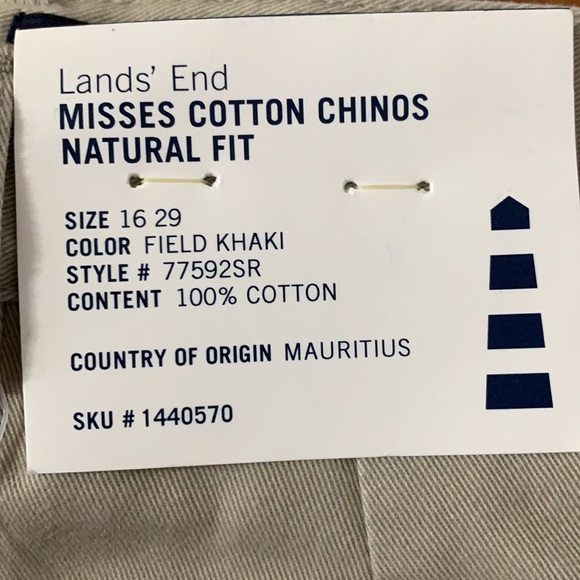 Lands' End
MISSES COTTON CHINOS
NATURAL FIT
SIZE 16 29
COLOR FIELD KHAKI
STYLE # 77592SR
CONTENT 100% COTTON
COUNTRY OF ORIGIN MAURITIUS
SKU # 1440570